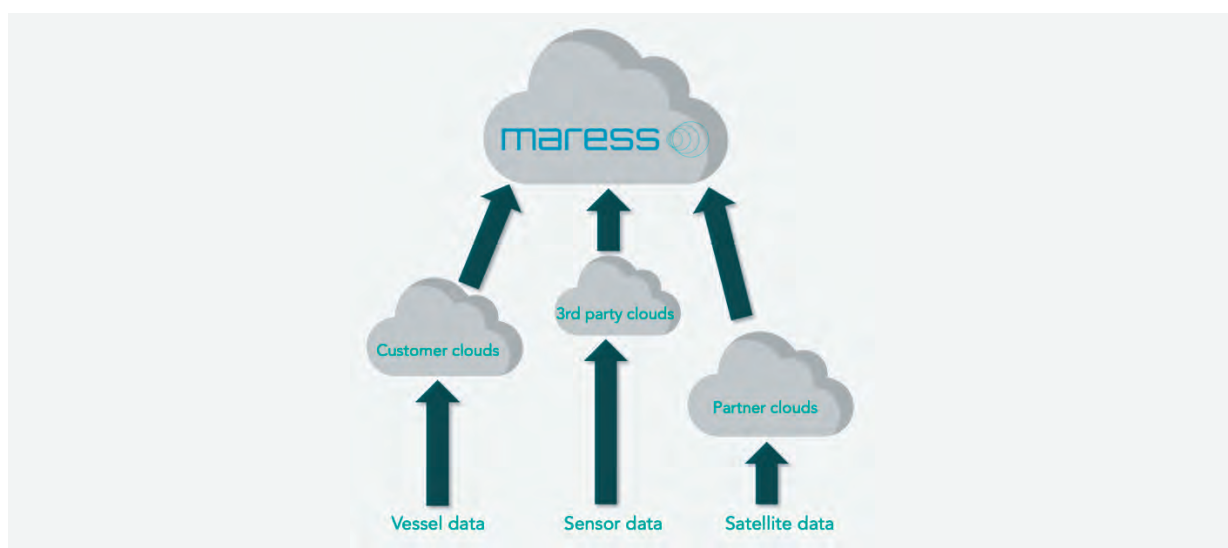 maress
3rd party clouds
Customer clouds
Partner clouds
Vessel data
Sensor data
Satellite data